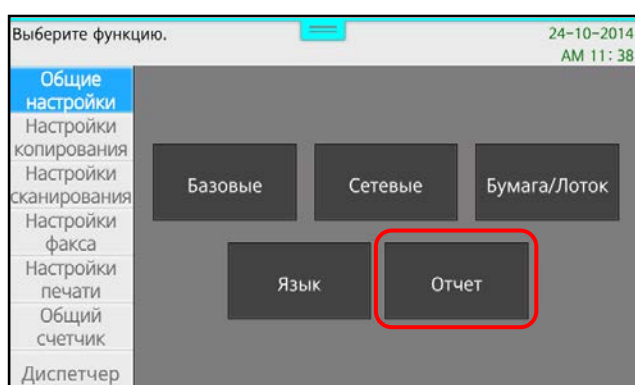 Выберите функцию.
24-10-2014
AM 11:38
Общие
настройки
Настройки
копирования
Настройки
сканирования
Настройки
факса
Настройки
печати
Общий
счетчик
Диспетчер
Базовые
Сетевые
Бумага/Лоток
Язык
Отчет